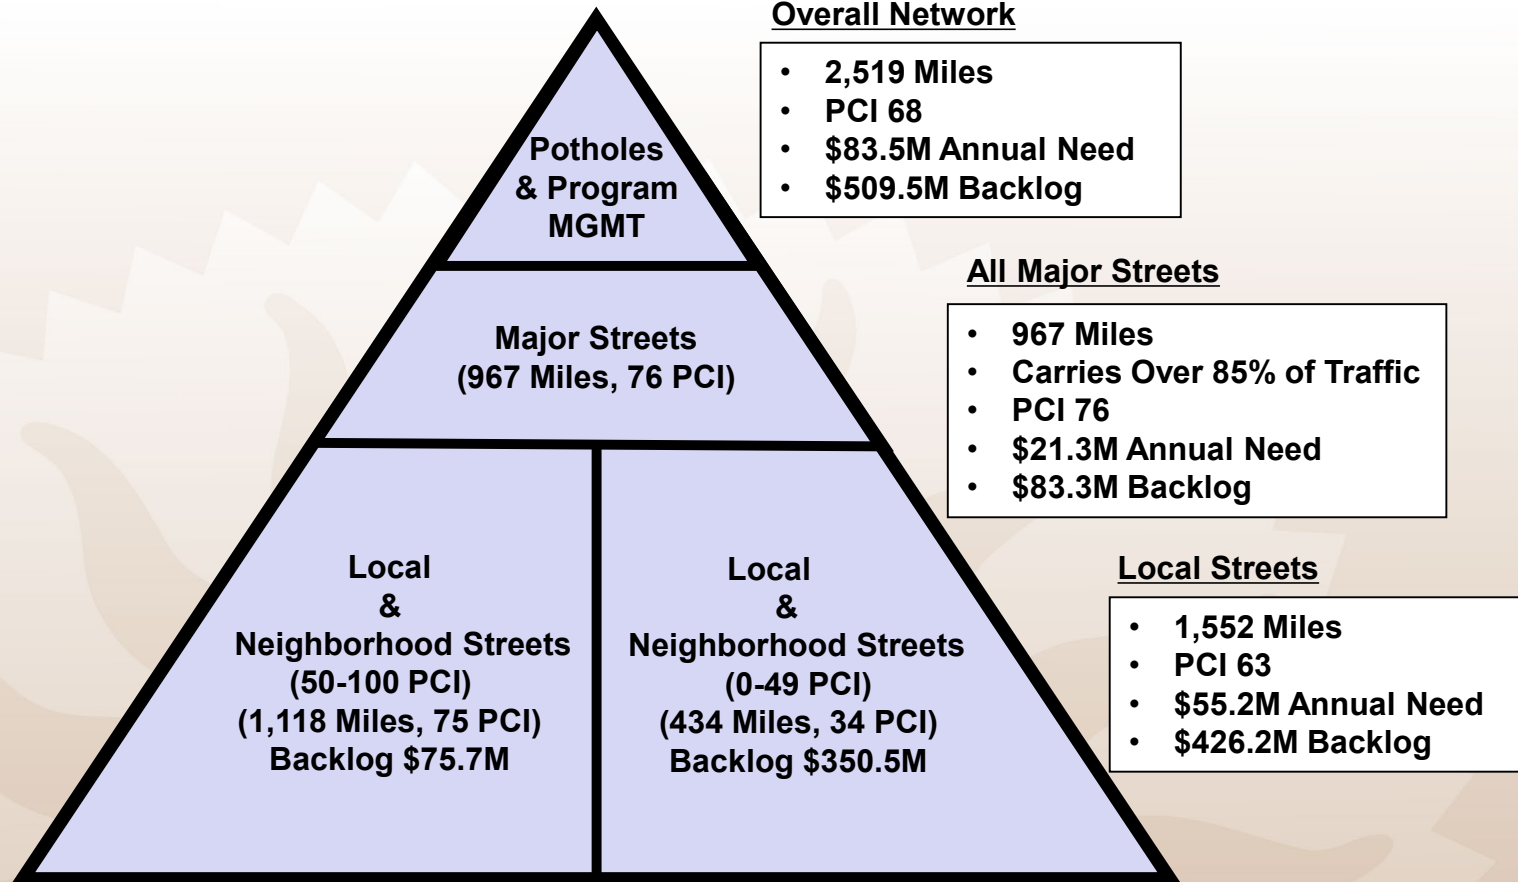 Overall Network
• 2,519 Miles
• PCI 68
• $83.5M Annual Need
• $509.5M Backlog
Potholes
& Program
MGMT
All Major Streets
• 967 Miles
• Carries Over 85% of Traffic
• PCI 76
• $21.3M Annual Need
• $83.3M Backlog
Major Streets
(967 Miles, 76 PCI)
Local Streets
• 1,552 Miles
• PCI 63
• $55.2M Annual Need
• $426.2M Backlog
Local
&
Neighborhood Streets
(50-100 PCI)
(1,118 Miles, 75 PCI)
Backlog $75.7M
Local
&
Neighborhood Streets
(0-49 PCI)
(434 Miles, 34 PCI)
Backlog $350.5M